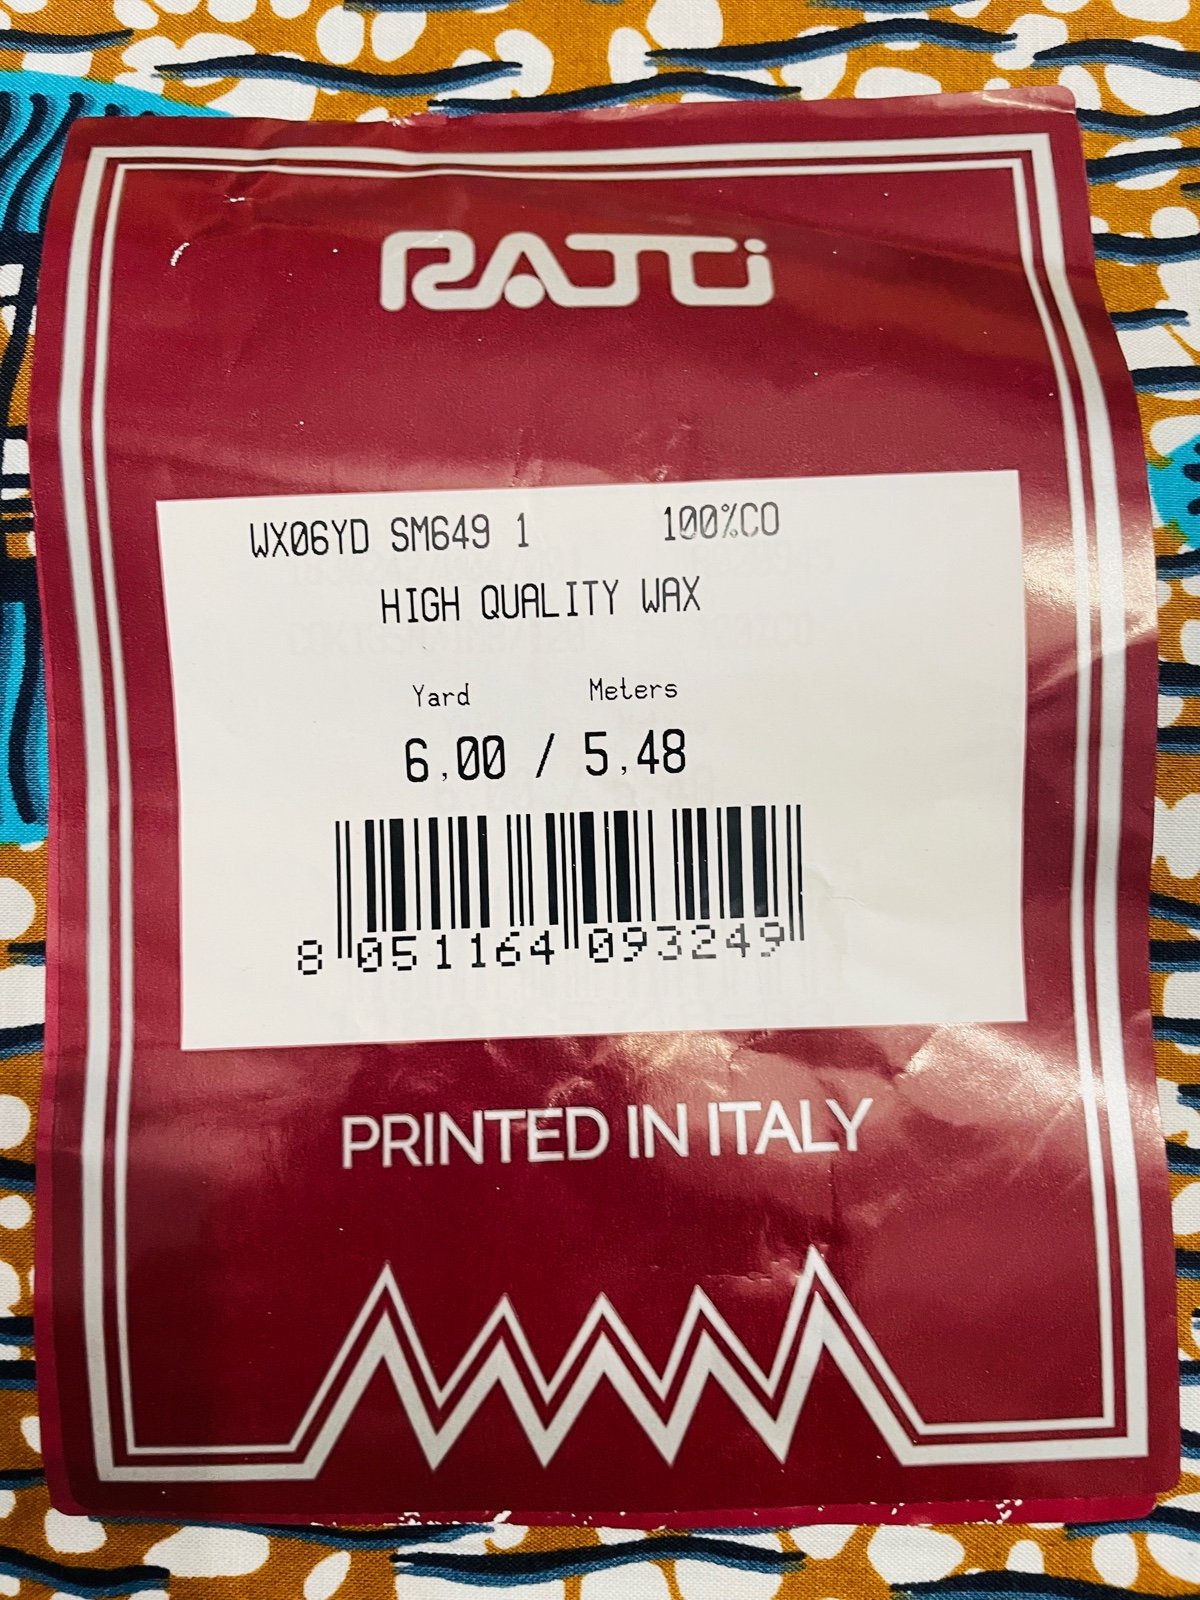 RATTI
WX06YD SM649 1 100%CO
HIGH QUALITY WAX
Yard Meters
6,00 / 5,48
8 051164 093249
PRINTED IN ITALY